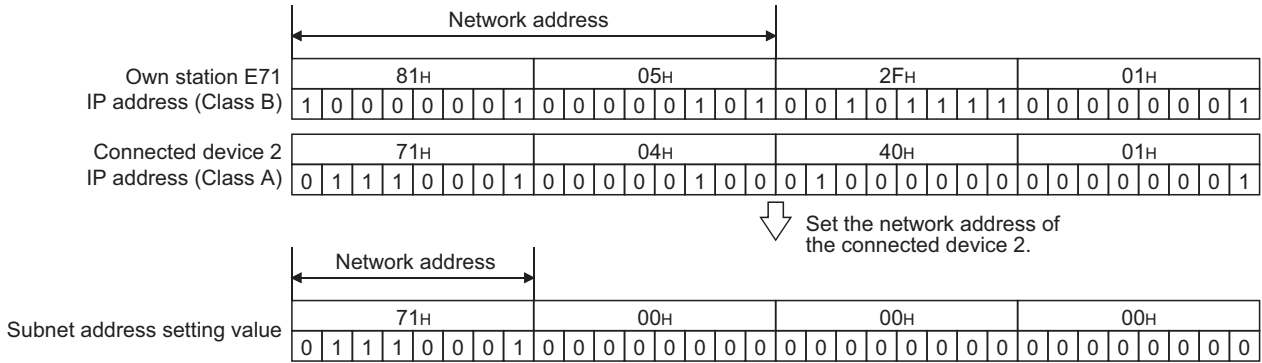 Network address
Own station E71
IP address (Class B)
81H 05H 2FH 01H
1 0 0 0 0 0 0 1 0 0 0 0 0 1 0 1 0 0 1 0 1 1 1 1 0 0 0 0 0 0 0 1
Connected device 2
IP address (Class A)
71H 04H 40H 01H
0 1 1 1 0 0 0 1 0 0 0 0 0 1 0 0 0 1 0 0 0 0 0 0 0 0 0 0 0 0 0 1
Set the network address of
the connected device 2.
Network address
Subnet address setting value
71H 00H 00H 00H
0 1 1 1 0 0 0 1 0 0 0 0 0 0 0 0 0 0 0 0 0 0 0 0 0 0 0 0 0 0 0 0